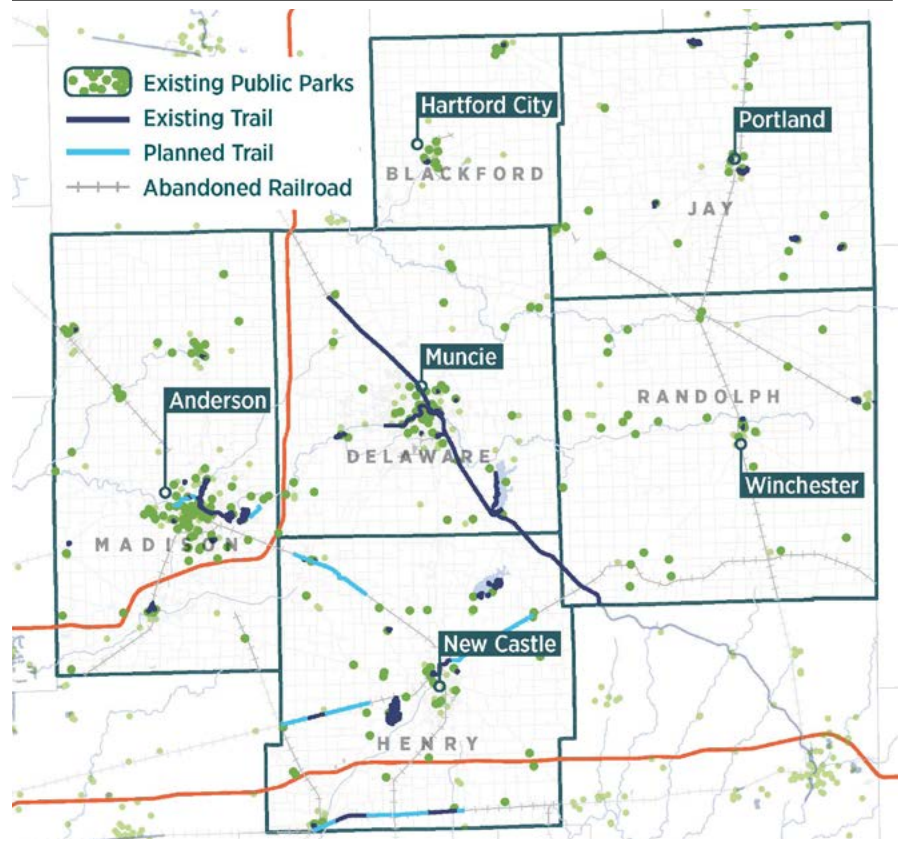 Existing Public Parks
Existing Trail
Planned Trail
Abandoned Railroad
Hartford City
BLACKFORD
Portland
JAY
Muncie
Anderson
RANDOLPH
DELAWARE
Winchester
MADISON
New Castle
HENRY